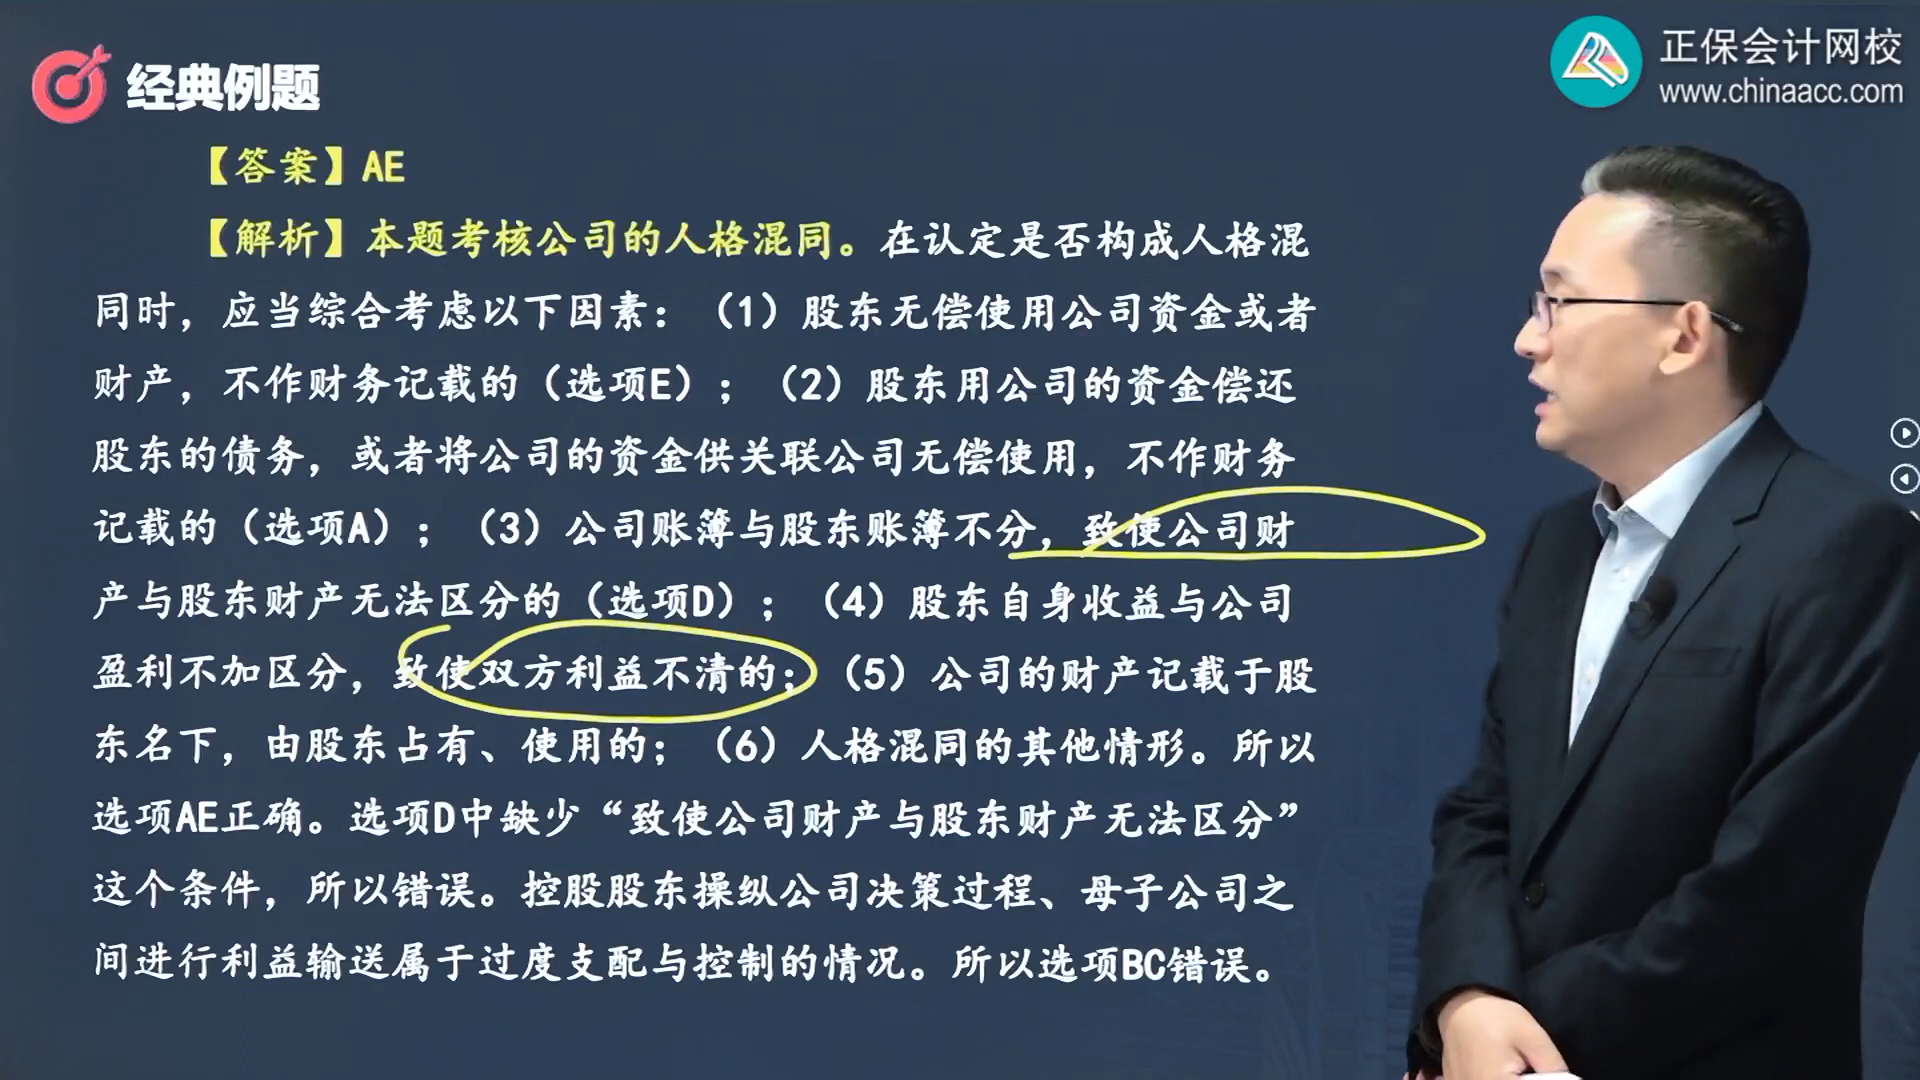 正保会计网校
www.chinaacc.com
经典例题
【答案】AE
【解析】本题考核公司的人格混同。在认定是否构成人格混
同时，应当综合考虑以下因素：（1）股东无偿使用公司资金或者
财产，不作财务记载的（选项E）；（2）股东用公司的资金偿还
股东的债务，或者将公司的资金供关联公司无偿使用，不作财务
记载的（选项A）；（3）公司账簿与股东账簿不分，致使公司财
产与股东财产无法区分的（选项D）；（4）股东自身收益与公司
盈利不加区分，致使双方利益不清的；（5）公司的财产记载于股
东名下，由股东占有、使用的；（6）人格混同的其他情形。所以
选项AE正确。选项D中缺少“致使公司财产与股东财产无法区分”
这个条件，所以错误。控股股东操纵公司决策过程、母子公司之
间进行利益输送属于过度支配与控制的情况。所以选项BC错误。